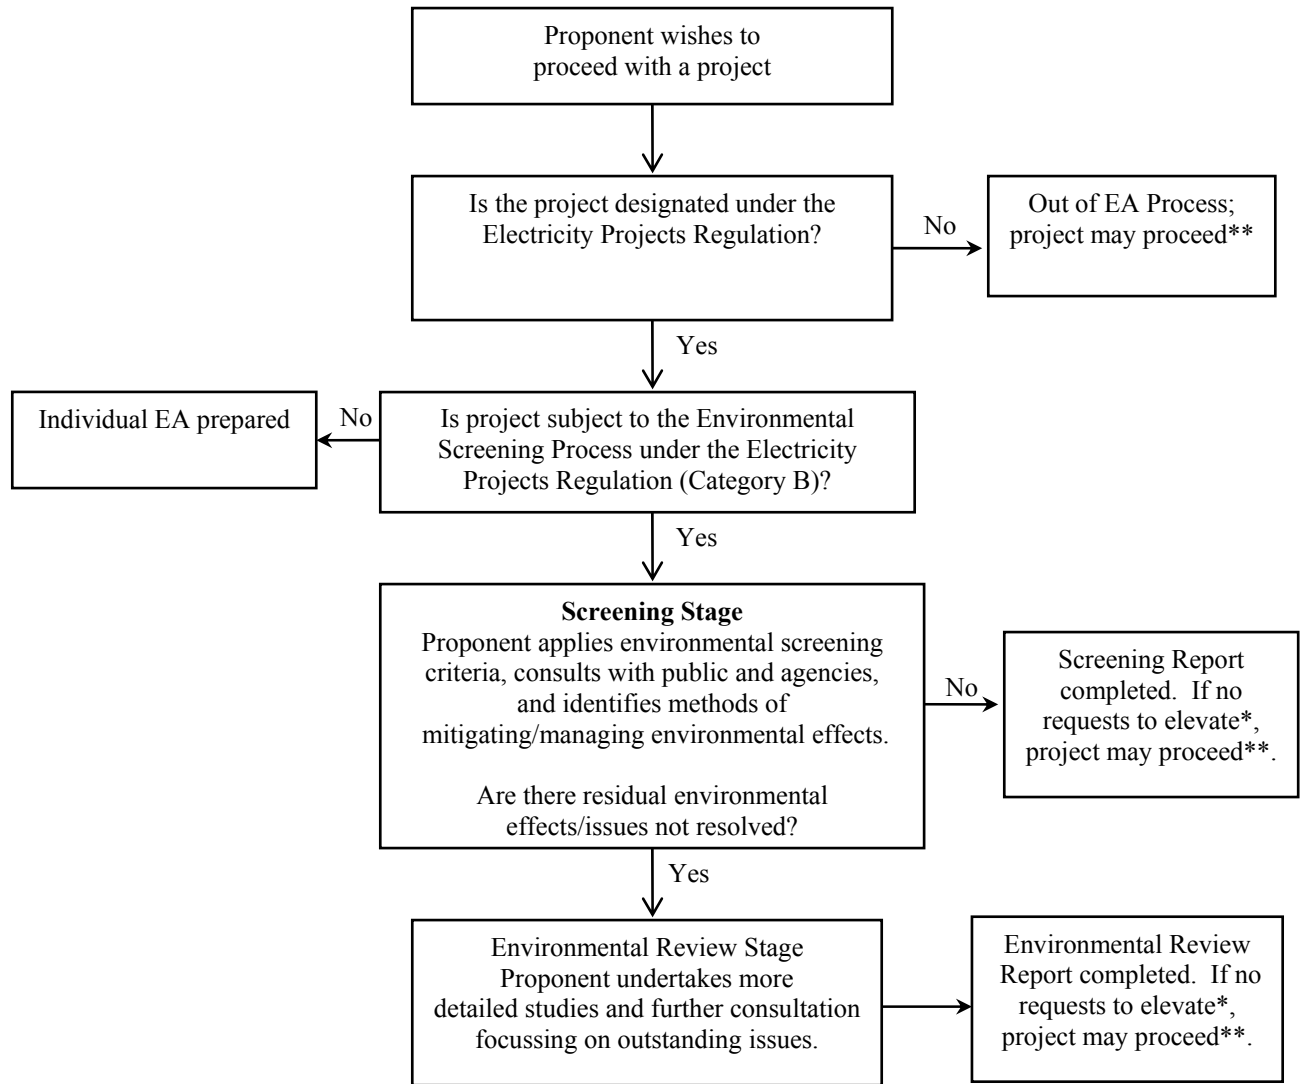 Proponent wishes to
proceed with a project
Is the project designated under the
Electricity Projects Regulation?
No
Out of EA Process;
project may proceed**
Yes
Individual EA prepared
No
Is project subject to the Environmental
Screening Process under the Electricity
Projects Regulation (Category B)?
Yes
Screening Stage
Proponent applies environmental screening
criteria, consults with public and agencies,
and identifies methods of
mitigating/managing environmental effects.
Are there residual environmental
effects/issues not resolved?
No
Screening Report
completed.  If no
requests to elevate*,
project may proceed**.
Yes
Environmental Review Stage
Proponent undertakes more
detailed studies and further consultation
focussing on outstanding issues.
Environmental Review
Report completed.  If no
requests to elevate*,
project may proceed**.